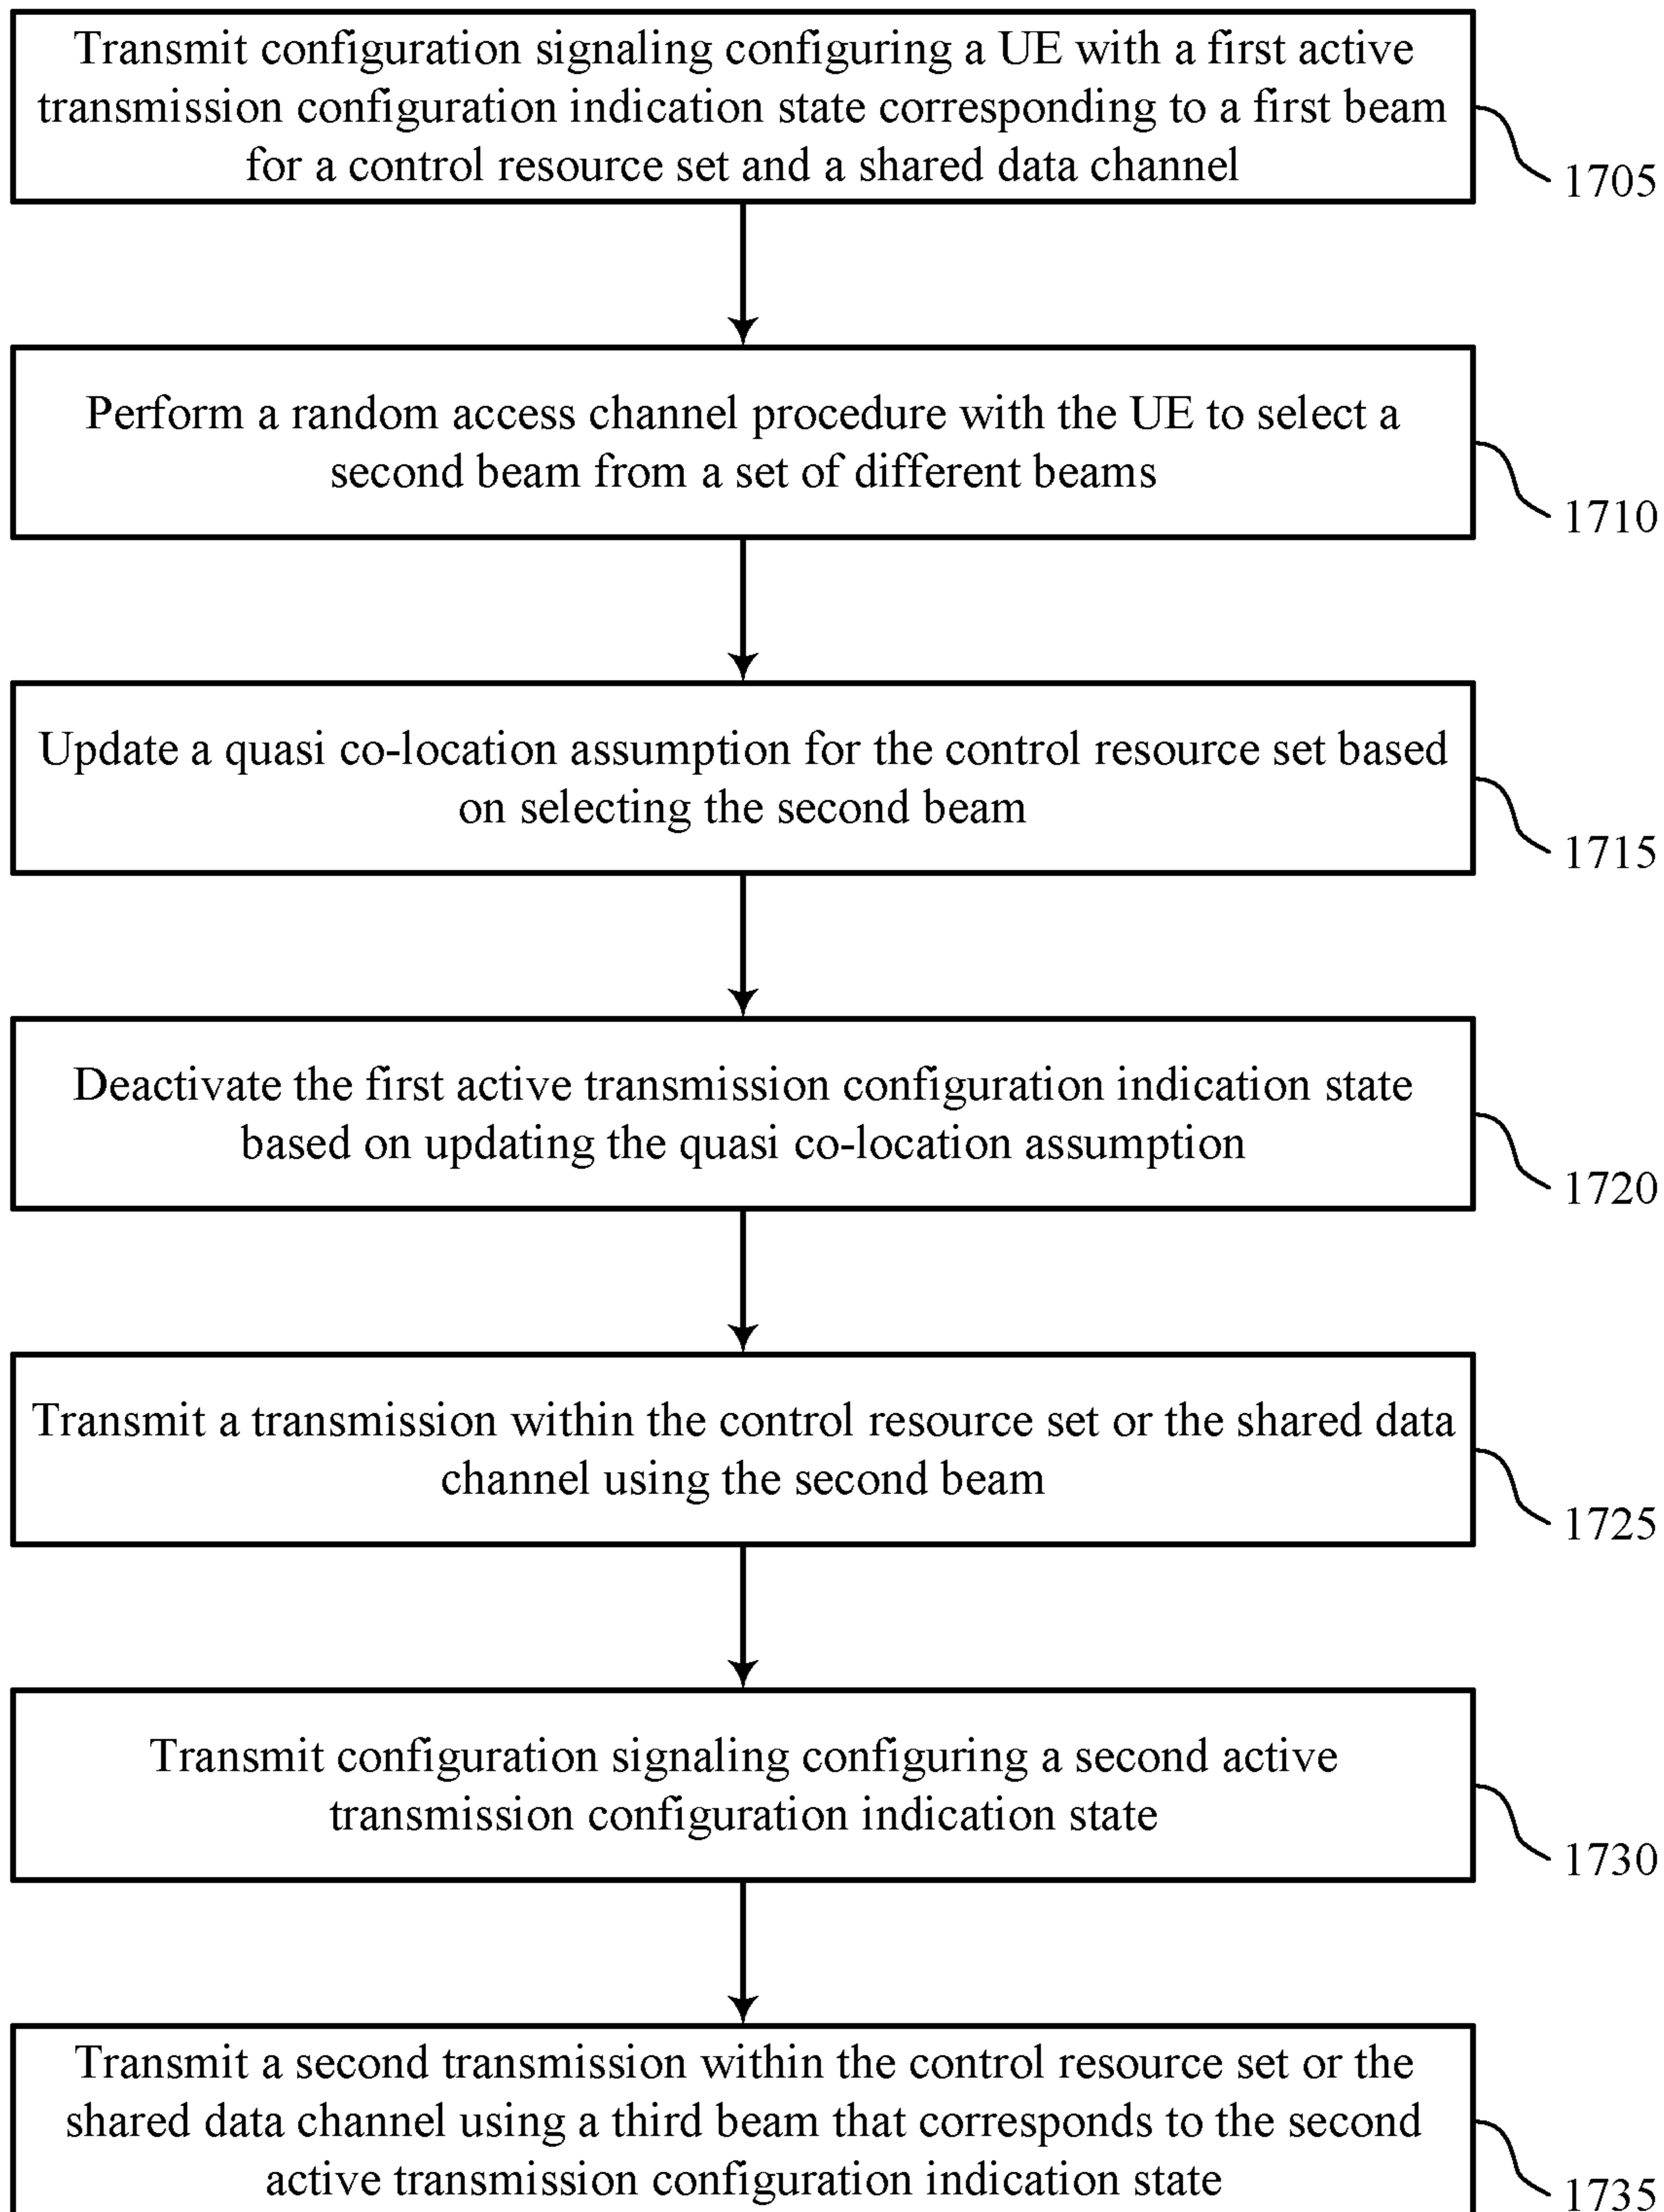 Transmit configuration signaling configuring a UE with a first active
transmission configuration indication state corresponding to a first beam
for a control resource set and a shared data channel
1705
Perform a random access channel procedure with the UE to select a
second beam from a set of different beams
1710
Update a quasi co-location assumption for the control resource set based
on selecting the second beam
1715
Deactivate the first active transmission configuration indication state
based on updating the quasi co-location assumption
1720
Transmit a transmission within the control resource set or the shared data
channel using the second beam
1725
Transmit configuration signaling configuring a second active
transmission configuration indication state
1730
Transmit a second transmission within the control resource set or the
shared data channel using a third beam that corresponds to the second
active transmission configuration indication state
1735